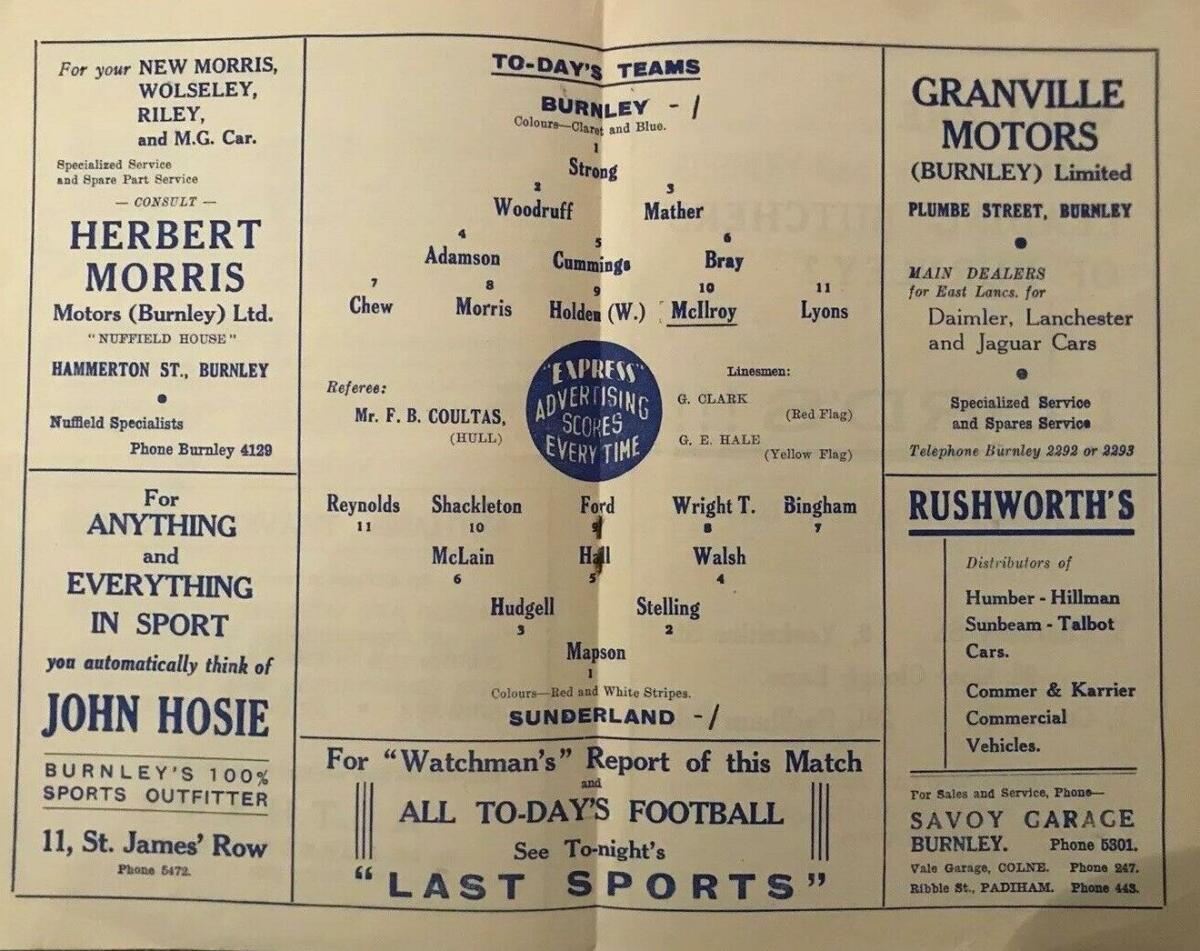 For your NEW MORRIS,
WOLSELEY,
RILEY,
and M.G. Car.
Specialized Service
and Spare Part Service
— CONSULT —
HERBERT
MORRIS
Motors (Burnley) Ltd.
"NUFFIELD HOUSE"
HAMMERTON ST., BURNLEY
Nuffield Specialists
Phone Burnley 4129
For
ANYTHING
and
EVERYTHING
IN SPORT
you automatically think of
JOHN HOSIE
BURNLEY'S 100%
SPORTS OUTFITTER
11, St. James' Row
Phone 5472.
TO-DAY'S TEAMS
BURNLEY - /
Colours—Claret and Blue.
1
Strong
2 3
Woodruff Mather
4 5 6
Adamson Cummings Bray
7 8 9 10 11
Chew Morris Holden (W.) McIlroy Lyons
Referee:
Mr. F. B. COULTAS,
(HULL)
"EXPRESS"
ADVERTISING
SCORES
EVERY TIME
Linesmen:
G. CLARK
(Red Flag)
G. E. HALE
(Yellow Flag)
Reynolds Shackleton Ford Wright T. Bingham
11 10 9 8 7
McLain Hall Walsh
6 5 4
Hudgell Stelling
3 2
Mapson
1
Colours—Red and White Stripes.
SUNDERLAND - /
For "Watchman's" Report of this Match
and
ALL TO-DAY'S FOOTBALL
See To-night's
"LAST SPORTS"
GRANVILLE
MOTORS
(BURNLEY) Limited
PLUMBE STREET, BURNLEY
MAIN DEALERS
for East Lancs. for
Daimler, Lanchester
and Jaguar Cars
Specialized Service
and Spares Service
Telephone Burnley 2292 or 2293
RUSHWORTH'S
Distributors of
Humber - Hillman
Sunbeam - Talbot
Cars.
Commer & Karrier
Commercial
Vehicles.
For Sales and Service, Phone—
SAVOY GARAGE
BURNLEY. Phone 5301.
Vale Garage, COLNE. Phone 247.
Ribble St., PADIHAM. Phone 443.